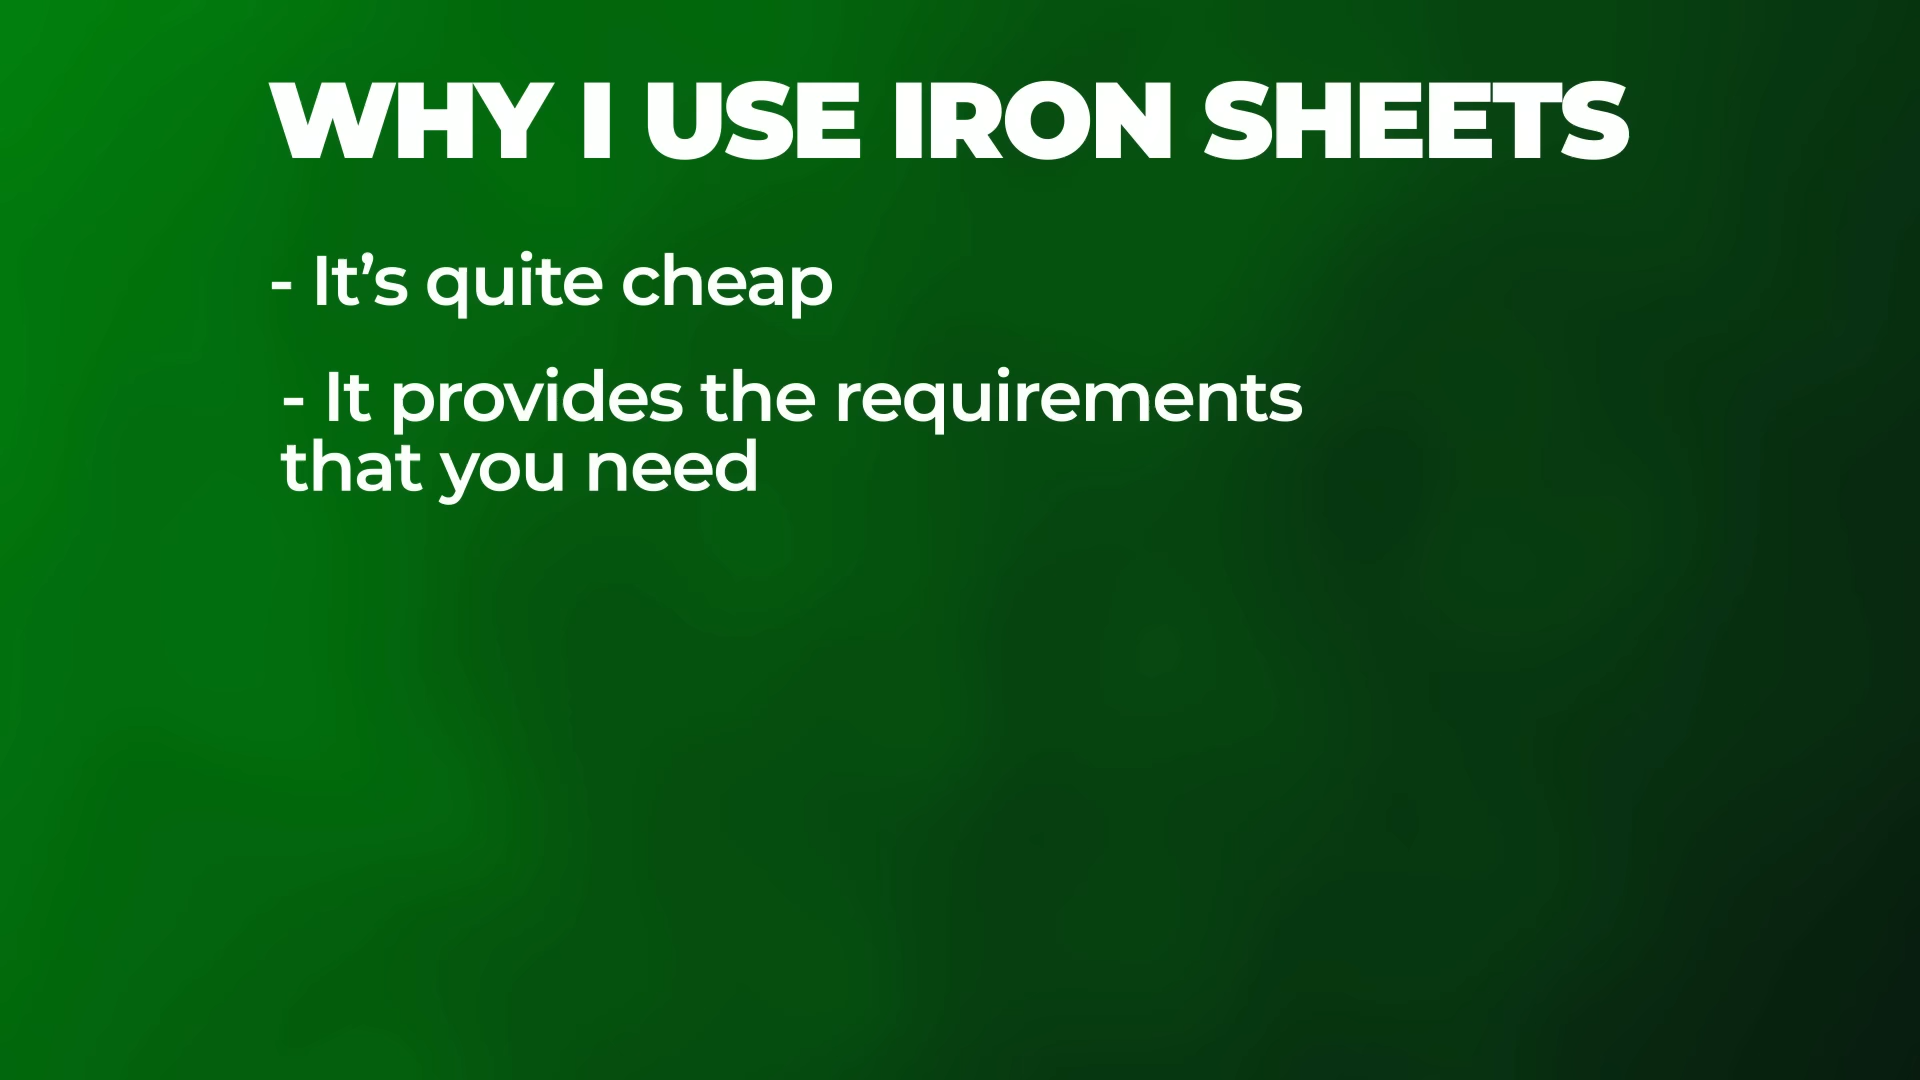 WHY I USE IRON SHEETS
- It’s quite cheap
- It provides the requirements
that you need